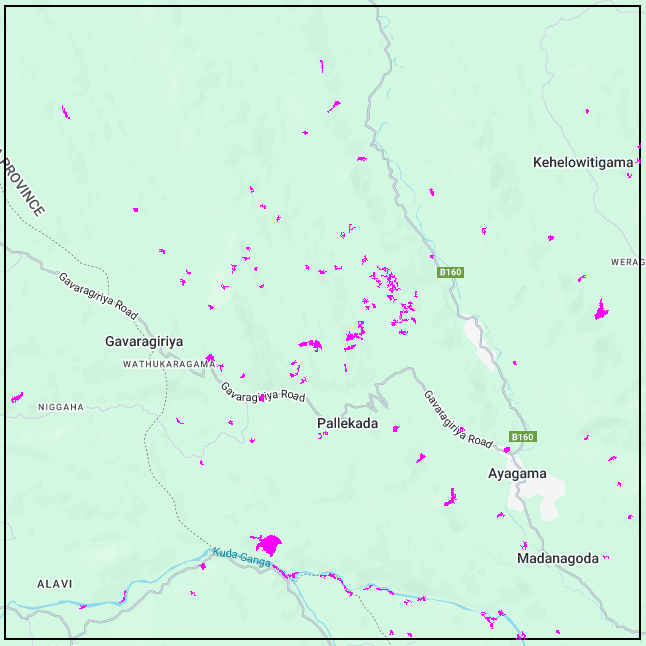 Kehelowitigama
A PROVINCE
WERAG
B160
Gavaragiriya Road
Gavaragiriya
WATHUKARAGAMA
Gavaragiriya Road
NIGGAHA
Gavaragiriya Road
Pallekada
B160
Ayagama
Kuda Ganga
Madanagoda
ALAVI